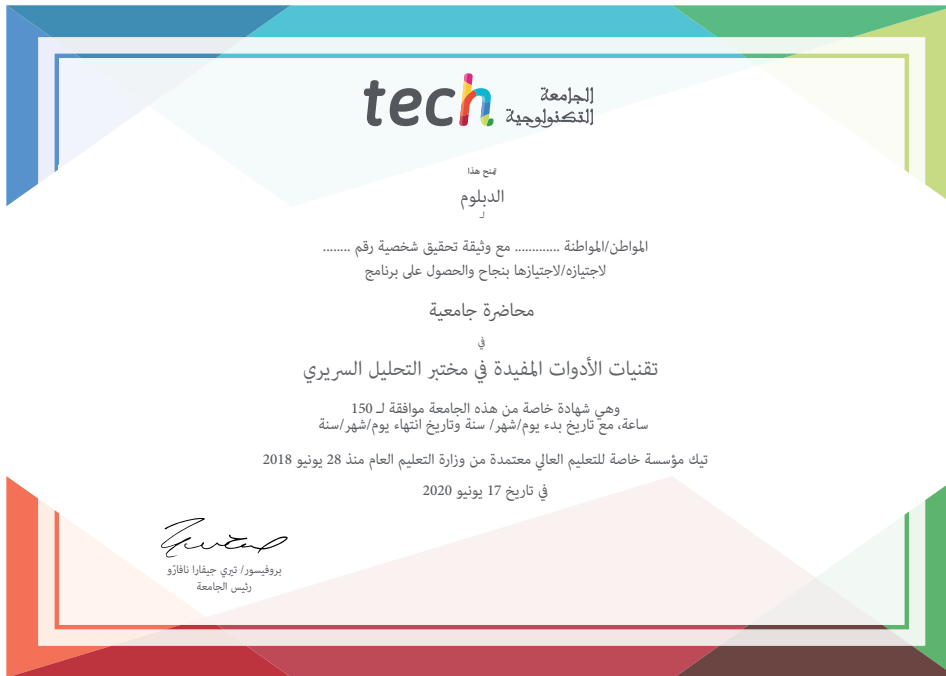 tech الجامعة
التكنولوجية
يمنح هذا
الدبلوم
لـ
المواطن/المواطنة ............. مع وثيقة تحقيق شخصية رقم ........
لاجتيازه/لاجتيازها بنجاح والحصول على برنامج
محاضرة جامعية
في
تقنيات الأدوات المفيدة في مختبر التحليل السريري
وهي شهادة خاصة من هذه الجامعة موافقة لـ 150
ساعة، مع تاريخ بدء يوم/شهر/ سنة وتاريخ انتهاء يوم/شهر/سنة
تيك مؤسسة خاصة للتعليم العالي معتمدة من وزارة التعليم العام منذ 28 يونيو 2018
في تاريخ 17 يونيو 2020
بروفيسور/ تيري جيفارا نافارّو
رئيس الجامعة